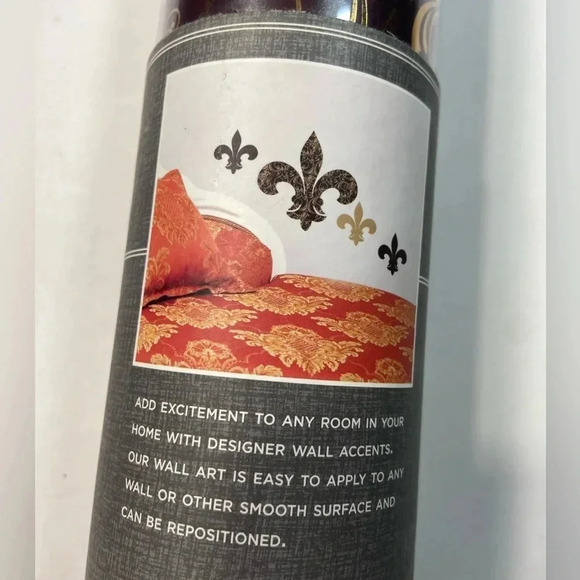 ADD EXCITEMENT TO ANY ROOM IN YOUR
HOME WITH DESIGNER WALL ACCENTS.
OUR WALL ART IS EASY TO APPLY TO ANY
WALL OR OTHER SMOOTH SURFACE AND
CAN BE REPOSITIONED.